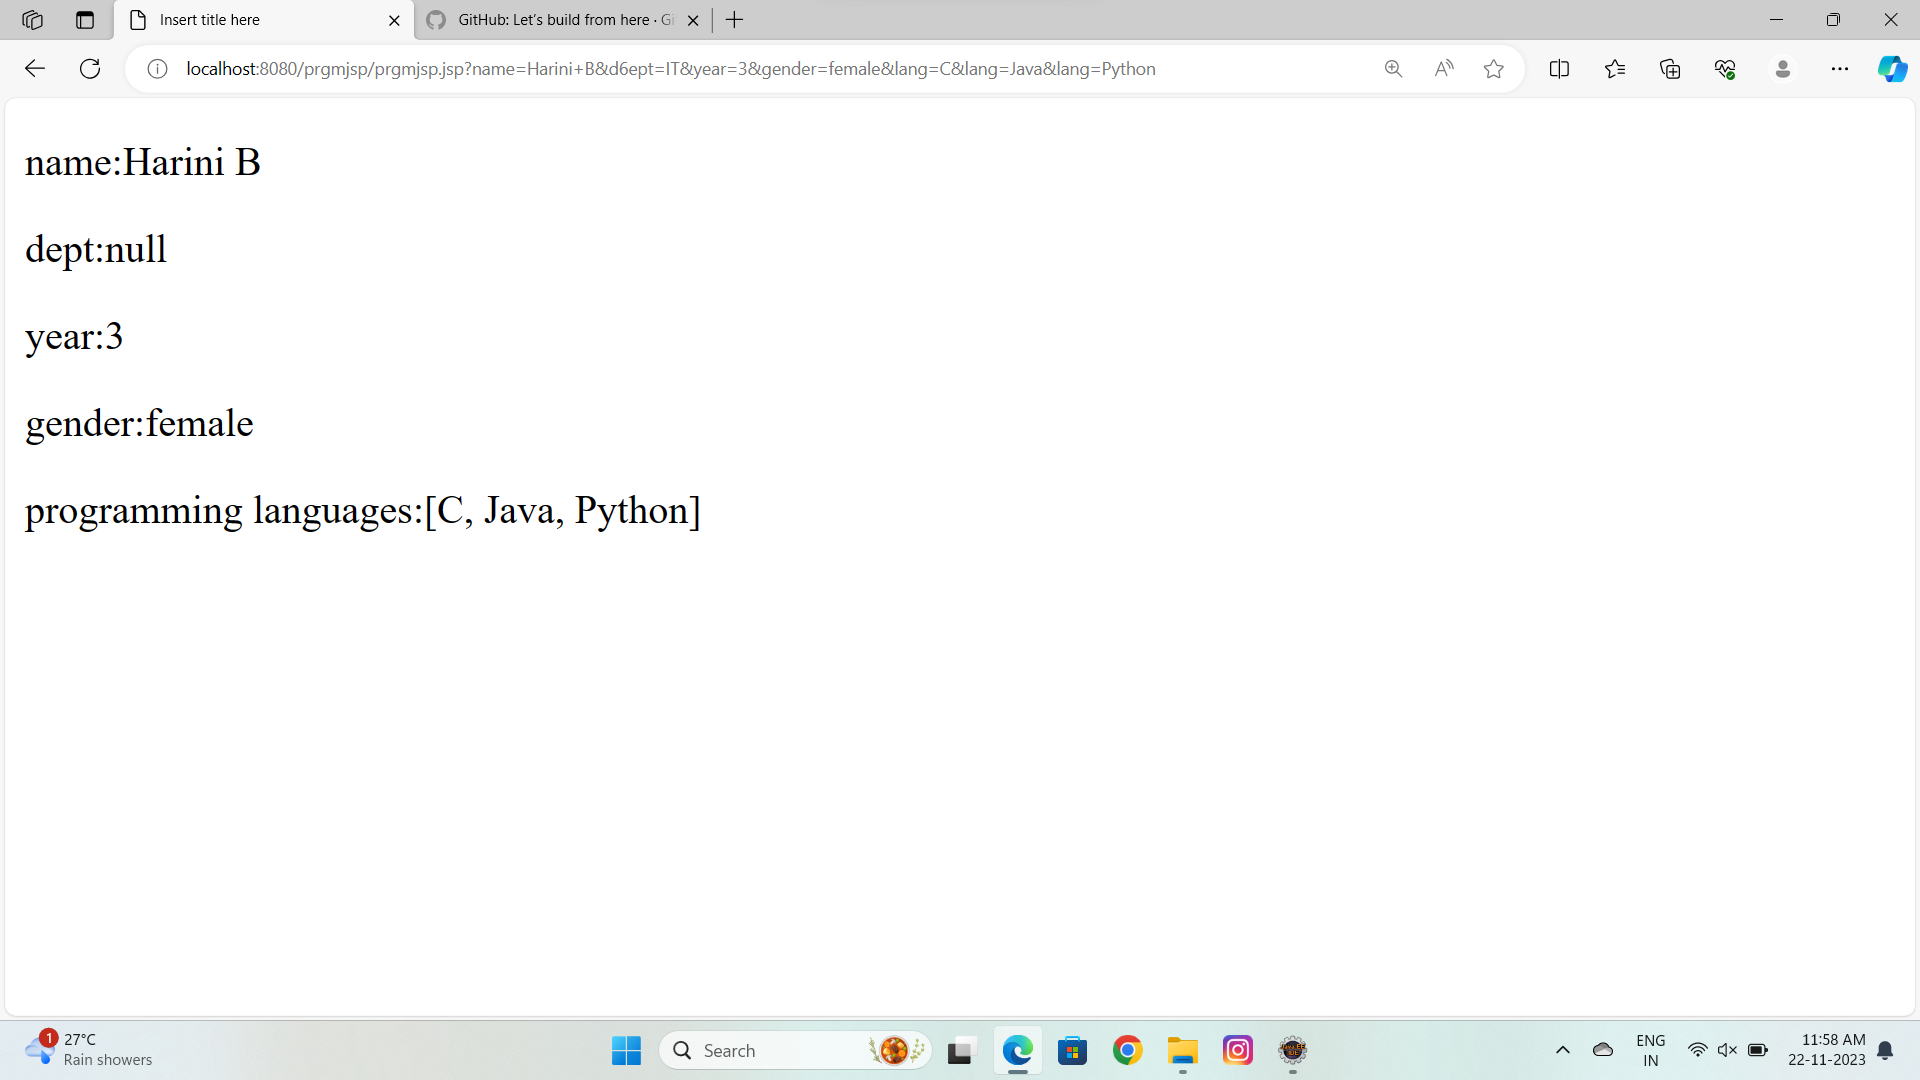 Insert title here
GitHub: Let's build from here · Gi
localhost:8080/prgmjsp/prgmjsp.jsp?name=Harini+B&d6ept=IT&year=3&gender=female&lang=C&lang=Java&lang=Python
name:Harini B
dept:null
year:3
gender:female
programming languages:[C, Java, Python]
1
27°C
Rain showers
Search
ENG
IN
11:58 AM
22-11-2023